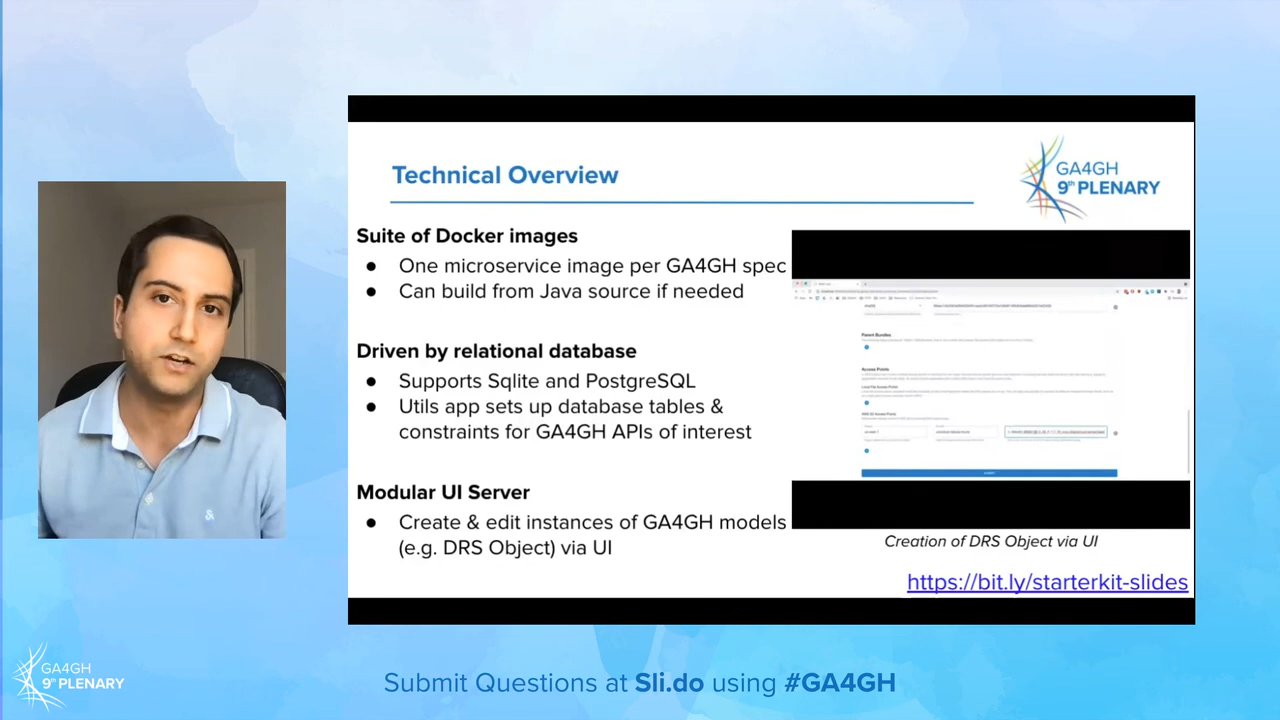 Technical Overview
GA4GH
9th PLENARY
Suite of Docker images
● One microservice image per GA4GH spec
● Can build from Java source if needed
Driven by relational database
● Supports Sqlite and PostgreSQL
● Utils app sets up database tables &
constraints for GA4GH APIs of interest
Modular UI Server
● Create & edit instances of GA4GH models
(e.g. DRS Object) via UI
Parent Bundles
Access Points
Creation of DRS Object via UI
https://bit.ly/starterkit-slides
GA4GH
9th PLENARY
Submit Questions at Sli.do using #GA4GH